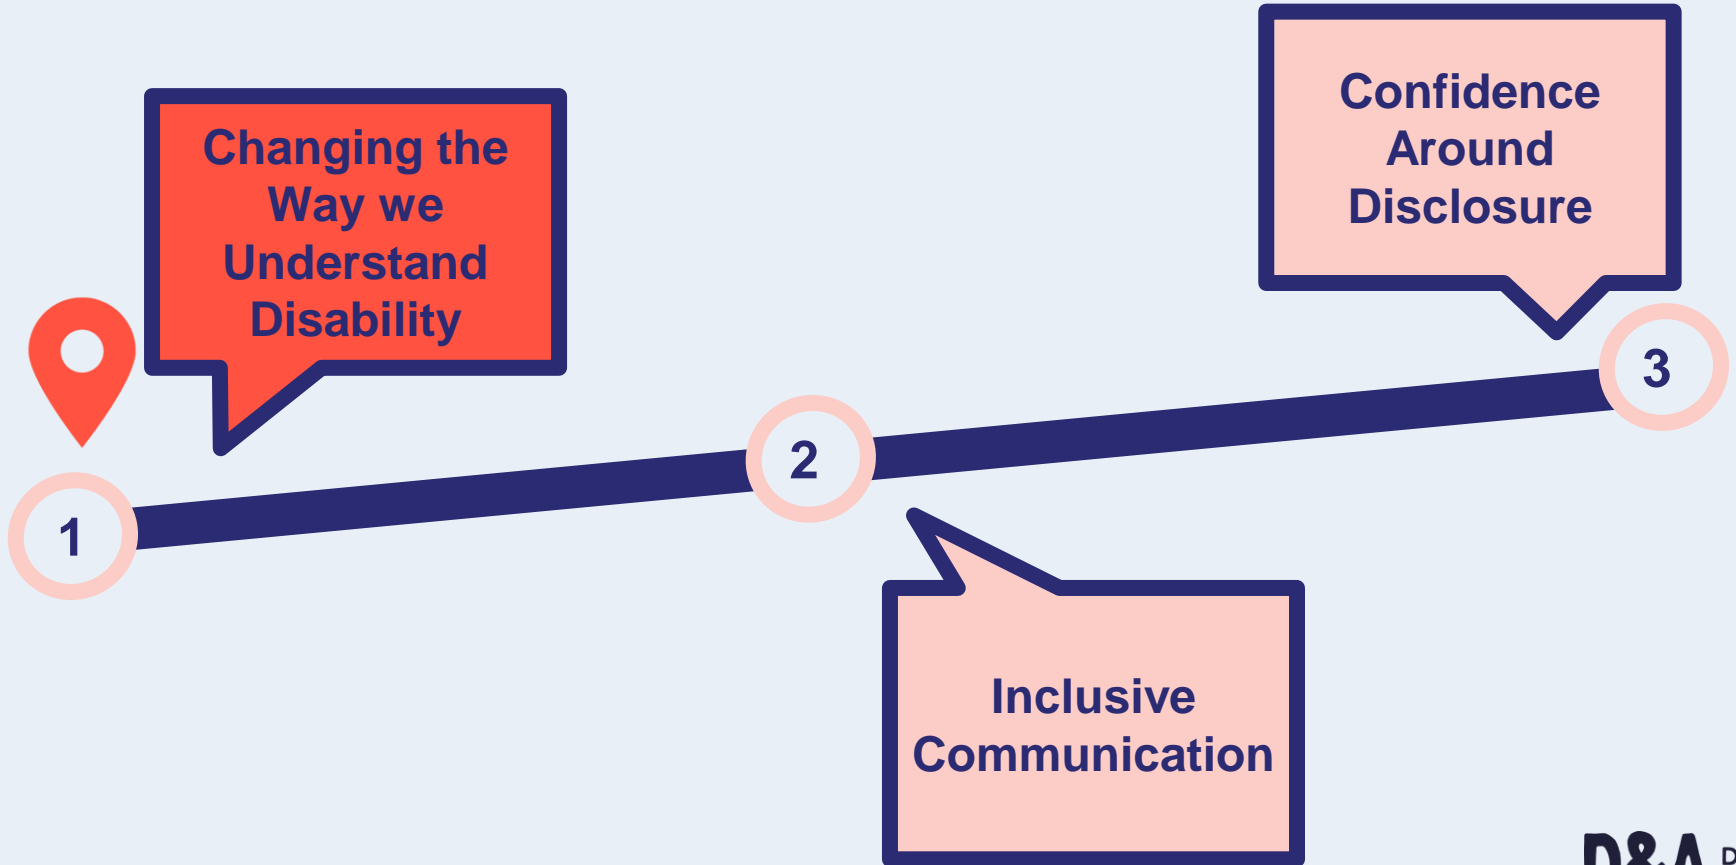 Changing the
Way we
Understand
Disability
1
2
Inclusive
Communication
Confidence
Around
Disclosure
3
D&A